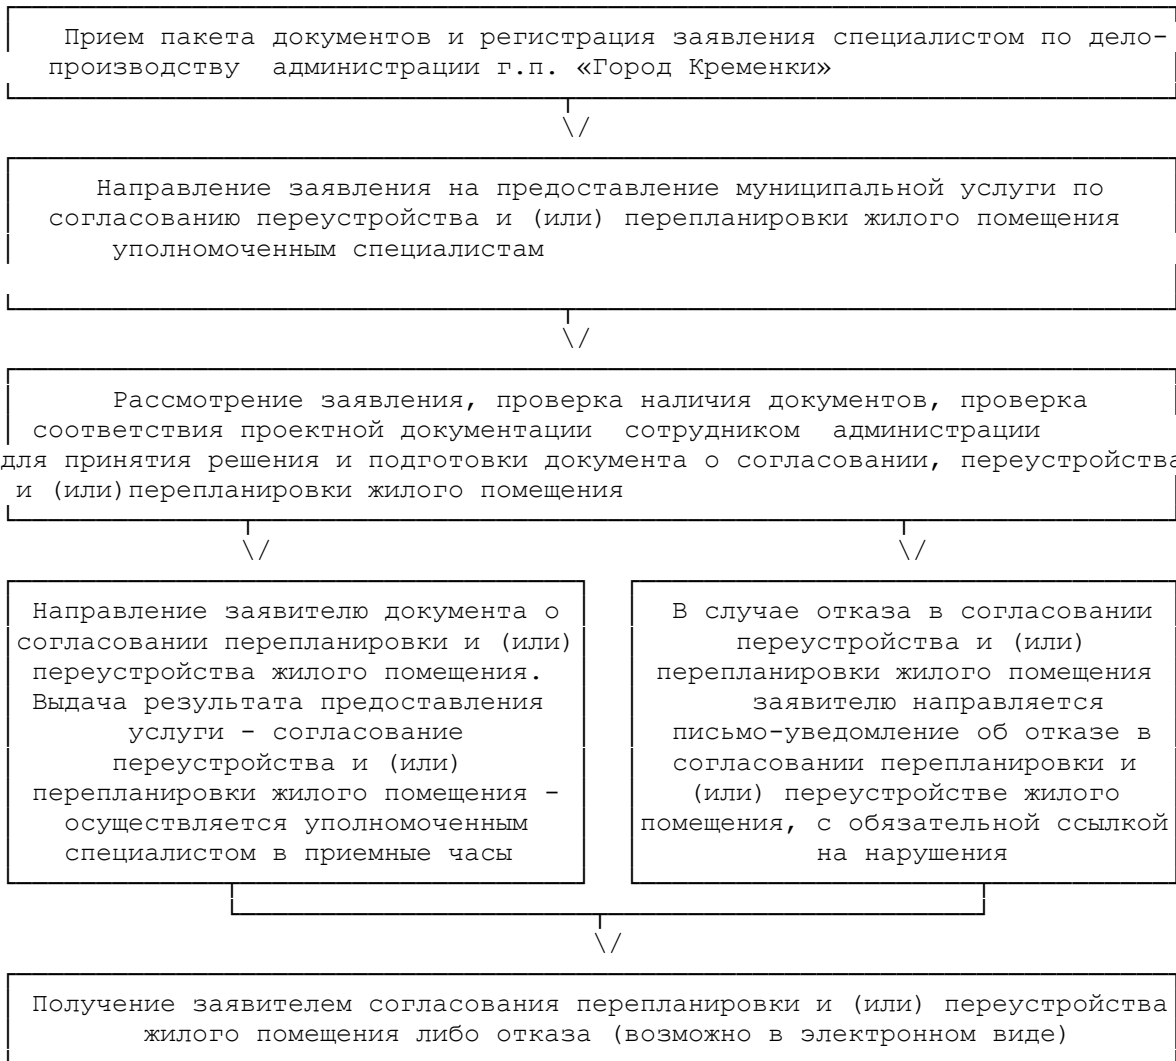 Прием пакета документов и регистрация заявления специалистом по дело-
производству администрации г.п. «Город Кременки»
\/
Направление заявления на предоставление муниципальной услуги по
согласованию переустройства и (или) перепланировки жилого помещения
уполномоченным специалистам
\/
Рассмотрение заявления, проверка наличия документов, проверка
соответствия проектной документации сотрудником администрации
для принятия решения и подготовки документа о согласовании, переустройства
и (или)перепланировки жилого помещения
\/ \/
Направление заявителю документа о
согласовании перепланировки и (или)
переустройства жилого помещения.
Выдача результата предоставления
услуги - согласование
переустройства и (или)
перепланировки жилого помещения -
осуществляется уполномоченным
специалистом в приемные часы
В случае отказа в согласовании
переустройства и (или)
перепланировки жилого помещения
заявителю направляется
письмо-уведомление об отказе в
согласовании перепланировки и
(или) переустройстве жилого
помещения, с обязательной ссылкой
на нарушения
\/
Получение заявителем согласования перепланировки и (или) переустройства
жилого помещения либо отказа (возможно в электронном виде)